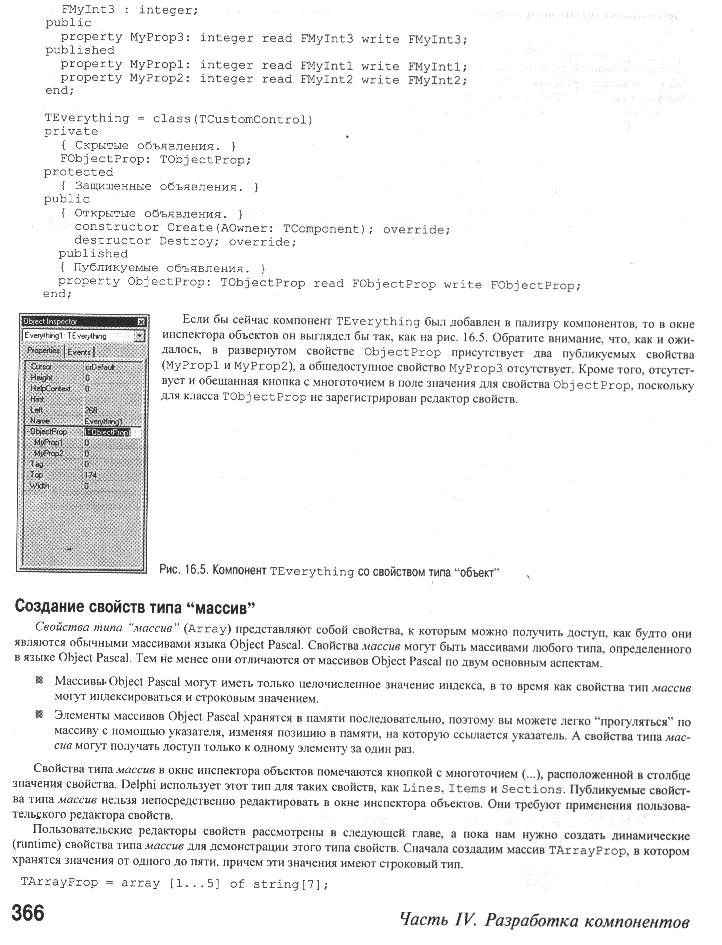 FMyInt3 : integer;
public
property MyProp3: integer read FMyInt3 write FMyInt3;
published
property MyProp1: integer read FMyInt1 write FMyInt1;
property MyProp2: integer read FMyInt2 write FMyInt2;
end;
TEverything = class(TCustomControl)
private
{ Скрытые объявления. }
FObjectProp: TObjectProp;
protected
{ Защишенные объявления. }
public
{ Открытые объявления. }
constructor Create(AOwner: TComponent); override;
destructor Destroy; override;
published
{ Публикуемые объявления. }
property ObjectProp: TObjectProp read FObjectProp write FObjectProp;
end;
Object Inspector
Everything1: TEverything
Properties Events
Cursor crDefault
Height 0
HelpContext 0
Hint
Left 268
Name Everything1
ObjectProp (TObjectProp)
MyProp1 0
MyProp2 0
Tag 0
Top 174
Width 0
Если бы сейчас компонент TEverything был добавлен в палитру компонентов, то в окне
инспектора объектов он выглядел бы так, как на рис. 16.5. Обратите внимание, что, как и ожи-
далось, в развернутом свойстве ObjectProp присутствует два публикуемых свойства
(MyProp1 и MyProp2), а общедоступное свойство MyProp3 отсутствует. Кроме того, отсутст-
вует и обещанная кнопка с многоточием в поле значения для свойства ObjectProp, поскольку
для класса TObjectProp не зарегистрирован редактор свойств.
Рис. 16.5. Компонент TEverything со свойством типа “объект”
Создание свойств типа “массив”
Свойства типа “массив” (Array) представляют собой свойства, к которым можно получить доступ, как будто они
являются обычными массивами языка Object Pascal. Свойства массив могут быть массивами любого типа, определенного
в языке Object Pascal. Тем не менее они отличаются от массивов Object Pascal по двум основным аспектам.
Массивы Object Pascal могут иметь только целочисленное значение индекса, в то время как свойства тип массив
могут индексироваться и строковым значением.
Элементы массивов Object Pascal хранятся в памяти последовательно, поэтому вы можете легко “прогуляться” по
массиву с помощью указателя, изменяя позицию в памяти, на которую ссылается указатель. А свойства типа мас-
сив могут получать доступ только к одному элементу за один раз.
Свойства типа массив в окне инспектора объектов помечаются кнопкой с многоточием (...), расположенной в столбце
значения свойства. Delphi использует этот тип для таких свойств, как Lines, Items и Sections. Публикуемые свойст-
ва типа массив нельзя непосредственно редактировать в окне инспектора объектов. Они требуют применения пользова-
тельского редактора свойств.
Пользовательские редакторы свойств рассмотрены в следующей главе, а пока нам нужно создать динамические
(runtime) свойства типа массив для демонстрации этого типа свойств. Сначала создадим массив TArrayProp, в котором
хранятся значения от одного до пяти, причем эти значения имеют строковый тип.
TArrayProp = array [1...5] of string[7];
366
Часть IV. Разработка компонентов